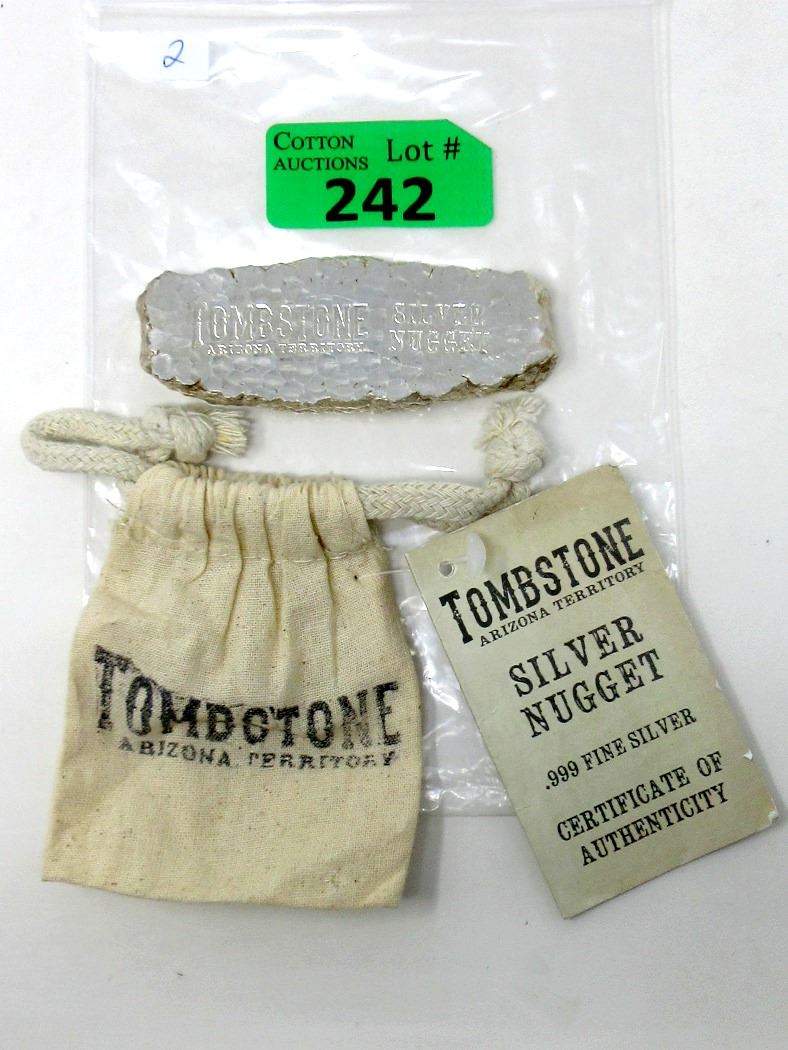 2
COTTON
AUCTIONS Lot #
242
TOMBSTONE
ARIZONA TERRITORY
SILVER
NUGGET
TOMBSTONE
ARIZONA TERRITORY
TOMBSTONE
ARIZONA TERRITORY
SILVER
NUGGET
.999 FINE SILVER
CERTIFICATE OF
AUTHENTICITY